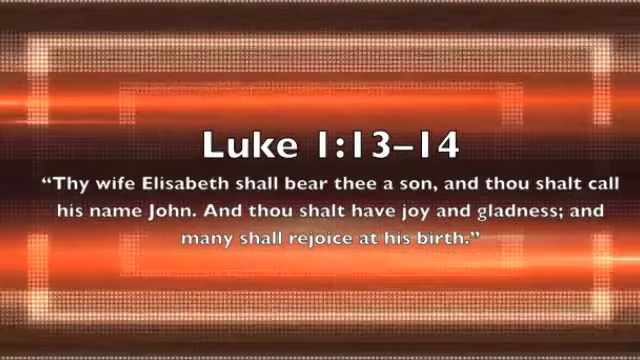 Luke 1:13–14
“Thy wife Elisabeth shall bear thee a son, and thou shalt call
his name John. And thou shalt have joy and gladness; and
many shall rejoice at his birth.”